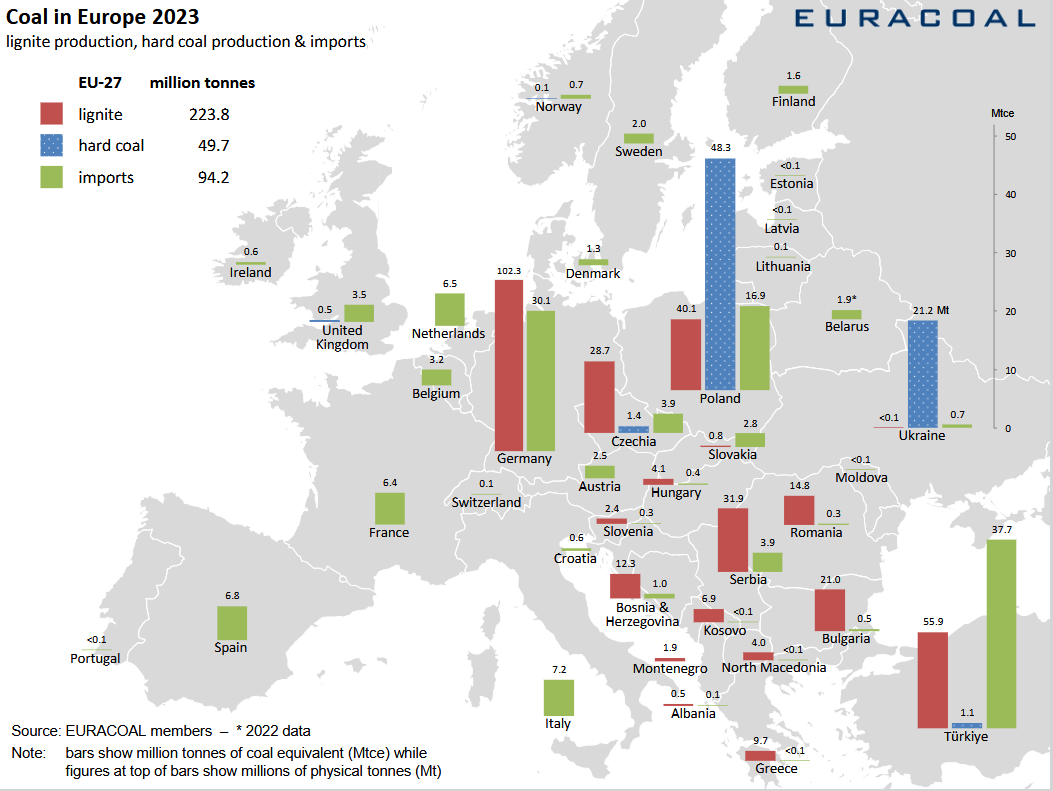 Coal in Europe 2023
EURACOAL
lignite production, hard coal production & imports
EU-27 million tonnes
lignite 223.8
hard coal 49.7
imports 94.2
Mtce
50
40
30
20
10
0
0.1 0.7
Norway
1.6
Finland
2.0
Sweden
48.3
<0.1
Estonia
<0.1
Latvia
0.1
Lithuania
0.6
Ireland
1.3
Denmark
0.5 3.5
United
Kingdom
6.5
Netherlands
3.2
Belgium
102.3 30.1
Germany
40.1 16.9
Poland
1.9*
Belarus
21.2 Mt
<0.1 0.7
Ukraine
28.7 1.4 3.9
Czechia
0.8 2.8
Slovakia
2.5
Austria
4.1 0.4
Hungary
<0.1
Moldova
6.4
France
0.1
Switzerland
2.4 0.3
Slovenia
31.9 3.9
Serbia
14.8 0.3
Romania
0.6
Croatia
12.3 1.0
Bosnia &
Herzegovina
6.9 <0.1
Kosovo
21.0 0.5
Bulgaria
55.9 1.1 37.7
Türkiye
<0.1
Portugal
6.8
Spain
1.9
Montenegro
4.0 <0.1
North Macedonia
7.2
Italy
0.5 0.1
Albania
9.7 <0.1
Greece
Source: EURACOAL members – * 2022 data
Note: bars show million tonnes of coal equivalent (Mtce) while
figures at top of bars show millions of physical tonnes (Mt)